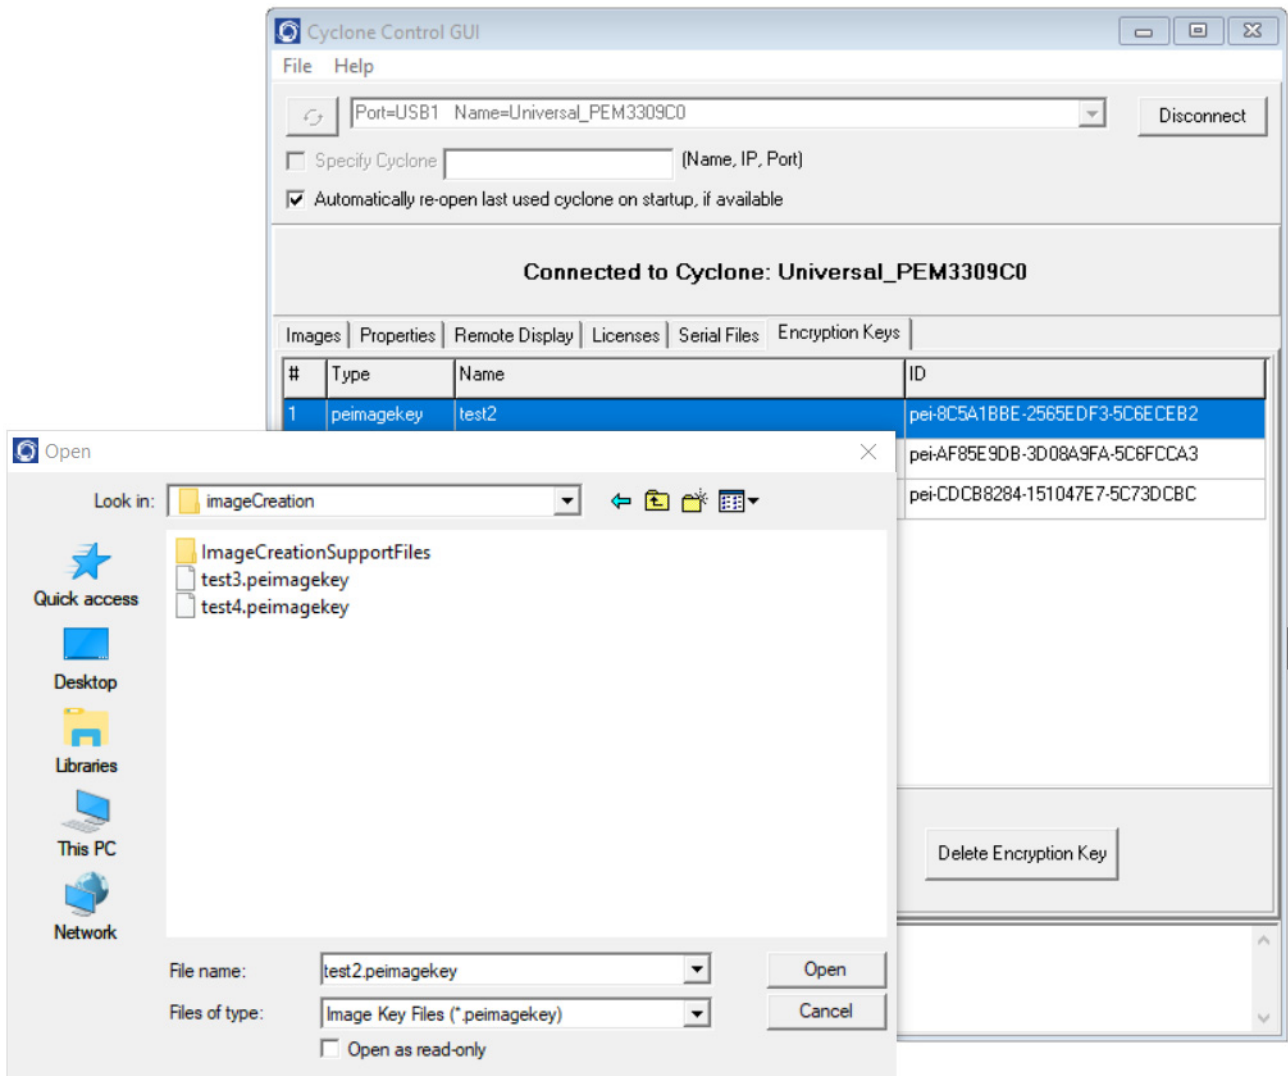 Cyclone Control GUI
File Help
Port=USB1 Name=Universal_PEM3309C0
Disconnect
Specify Cyclone (Name, IP, Port)
Automatically re-open last used cyclone on startup, if available
Connected to Cyclone: Universal_PEM3309C0
Images Properties Remote Display Licenses Serial Files Encryption Keys
# Type Name ID
1 peimagekey test2 pei-8C5A1BBE-2565EDF3-5C6ECEB2
pei-AF85E9DB-3D08A9FA-5C6FCCA3
pei-CDCB8284-151047E7-5C73DCBC
Delete Encryption Key
Open
Look in: imageCreation
ImageCreationSupportFiles
test3.peimagekey
test4.peimagekey
Quick access
Desktop
Libraries
This PC
Network
File name: test2.peimagekey Open
Files of type: Image Key Files (*.peimagekey) Cancel
Open as read-only